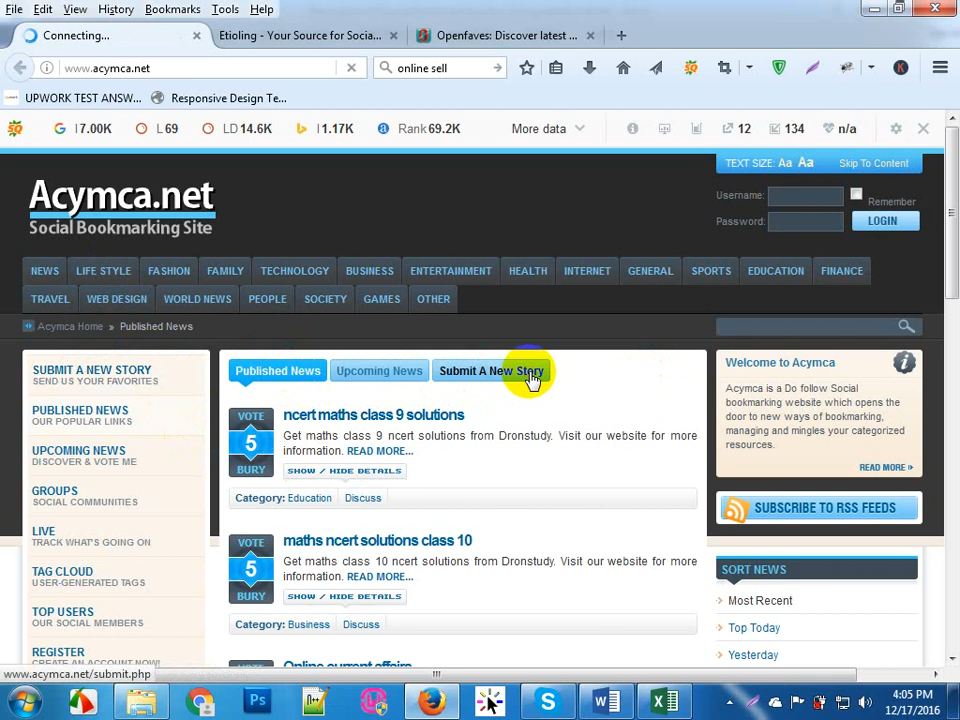 File Edit View History Bookmarks Tools Help
Connecting... Etioling - Your Source for Socia... Openfaves: Discover latest ...
www.acymca.net online sell
UPWORK TEST ANSW... Responsive Design Te...
I 7.00K L 69 LD 14.6K I 1.17K Rank 69.2K More data 12 134 n/a
TEXT SIZE: Aa Aa Skip To Content
Acymca.net
Social Bookmarking Site
Username: Remember
Password: LOGIN
NEWS LIFE STYLE FASHION FAMILY TECHNOLOGY BUSINESS ENTERTAINMENT HEALTH INTERNET GENERAL SPORTS EDUCATION FINANCE
TRAVEL WEB DESIGN WORLD NEWS PEOPLE SOCIETY GAMES OTHER
Acymca Home » Published News
SUBMIT A NEW STORY
SEND US YOUR FAVORITES
PUBLISHED NEWS
OUR POPULAR LINKS
UPCOMING NEWS
DISCOVER & VOTE ME
GROUPS
SOCIAL COMMUNITIES
LIVE
TRACK WHAT'S GOING ON
TAG CLOUD
USER-GENERATED TAGS
TOP USERS
OUR SOCIAL MEMBERS
REGISTER
CREATE AN ACCOUNT NOW!
Published News Upcoming News Submit A New Story
VOTE
5
BURY
ncert maths class 9 solutions
Get maths class 9 ncert solutions from Dronstudy. Visit our website for more
information. READ MORE...
SHOW / HIDE DETAILS
Category: Education Discuss
VOTE
5
BURY
maths ncert solutions class 10
Get maths class 10 ncert solutions from Dronstudy. Visit our website for more
information. READ MORE...
SHOW / HIDE DETAILS
Category: Business Discuss
Online current affairs
Welcome to Acymca
Acymca is a Do follow Social
bookmarking website which opens the
door to new ways of bookmarking,
managing and mingles your categorized
resources.
READ MORE
SUBSCRIBE TO RSS FEEDS
SORT NEWS
Most Recent
Top Today
Yesterday
www.acymca.net/submit.php
4:05 PM
12/17/2016